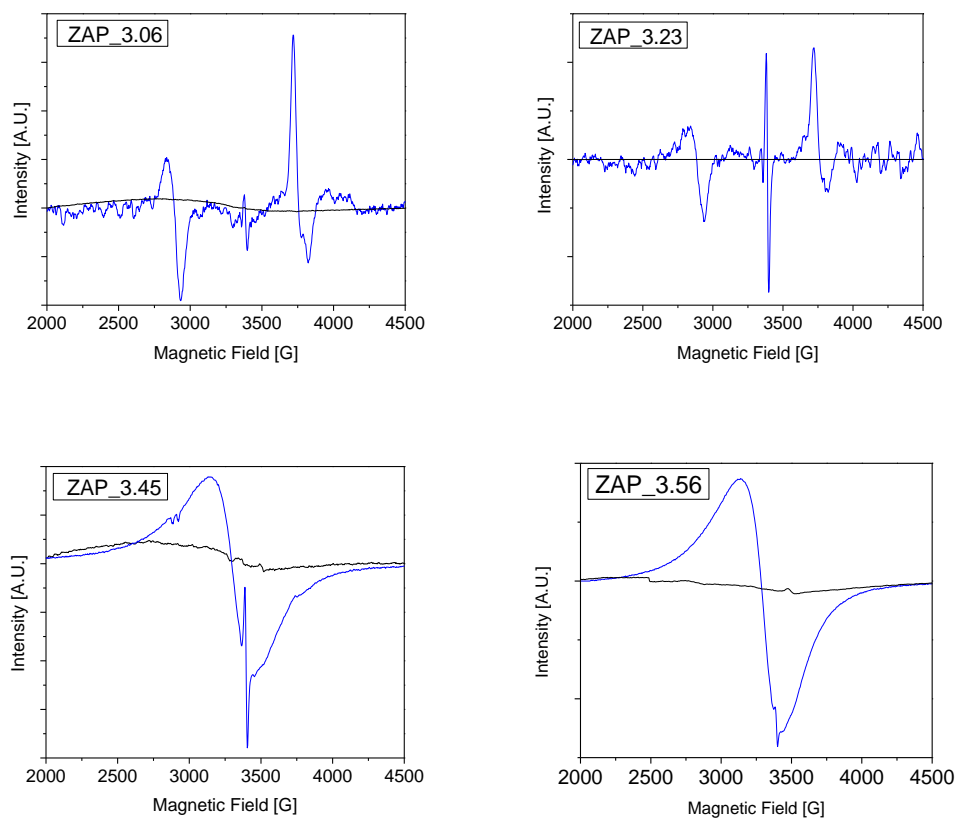 ZAP_3.06
Intensity [A.U.]
2000 2500 3000 3500 4000 4500
Magnetic Field [G]
ZAP_3.23
Intensity [A.U.]
2000 2500 3000 3500 4000 4500
Magnetic Field [G]
ZAP_3.45
Intensity [A.U.]
2000 2500 3000 3500 4000 4500
Magnetic Field [G]
ZAP_3.56
Intensity [A.U.]
2000 2500 3000 3500 4000 4500
Magnetic Field [G]